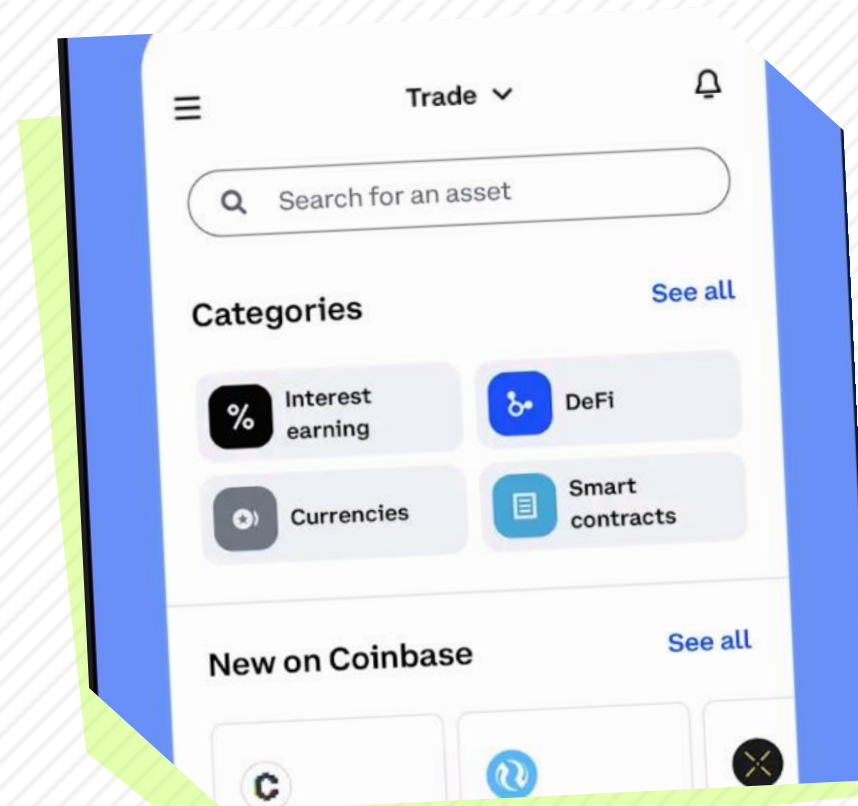 Trade
Search for an asset
Categories
See all
Interest
earning
DeFi
Currencies
Smart
contracts
New on Coinbase
See all